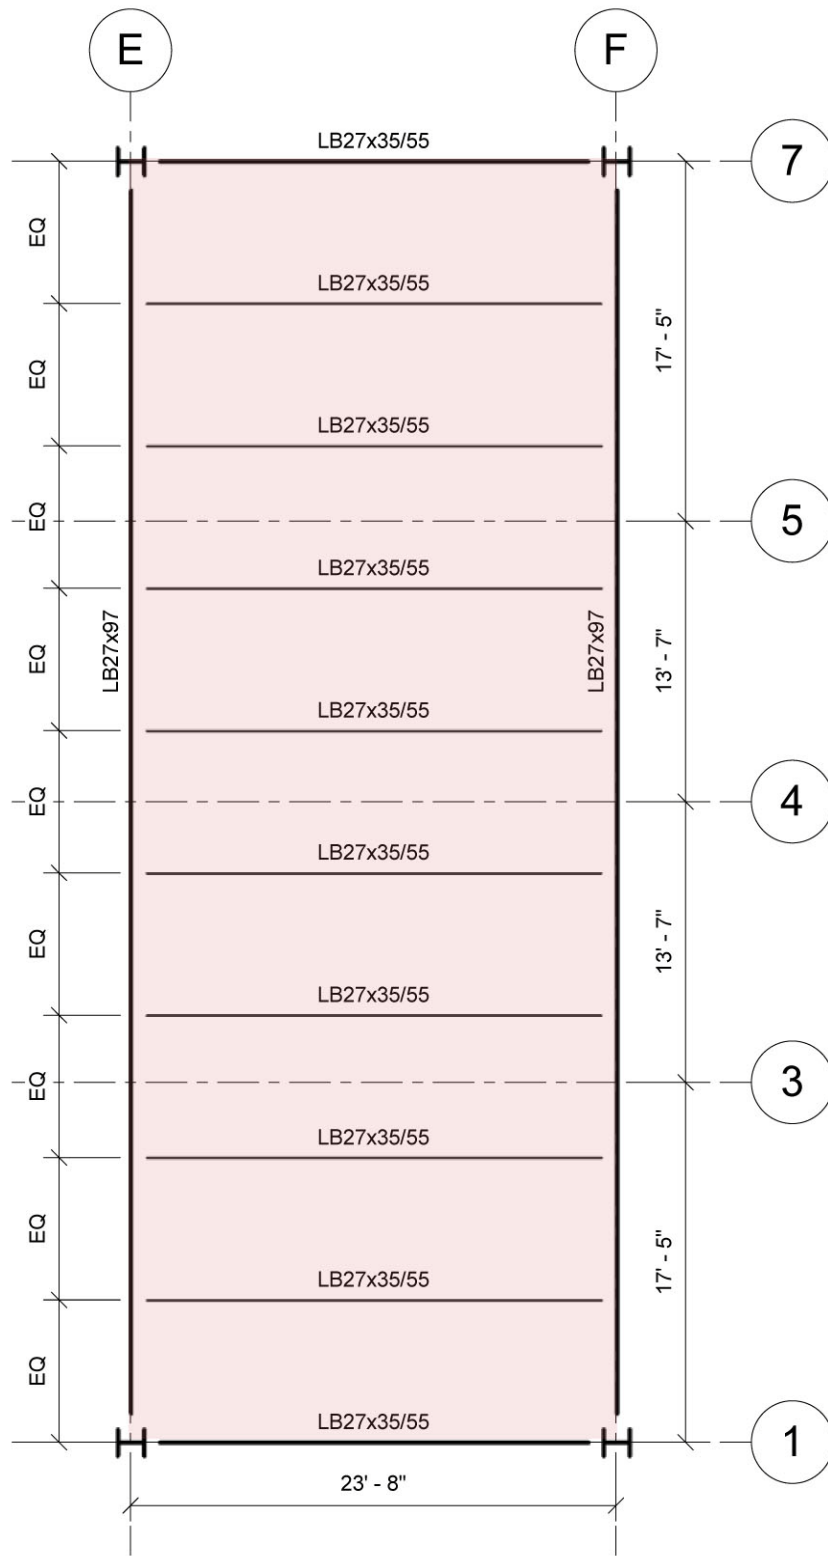 E
F
LB27x35/55
7
EQ
LB27x35/55
17' - 5"
EQ
LB27x35/55
EQ
5
LB27x35/55
EQ
LB27x97
LB27x97
13' - 7"
LB27x35/55
EQ
4
LB27x35/55
EQ
13' - 7"
LB27x35/55
EQ
3
LB27x35/55
EQ
17' - 5"
LB27x35/55
EQ
LB27x35/55
1
23' - 8"